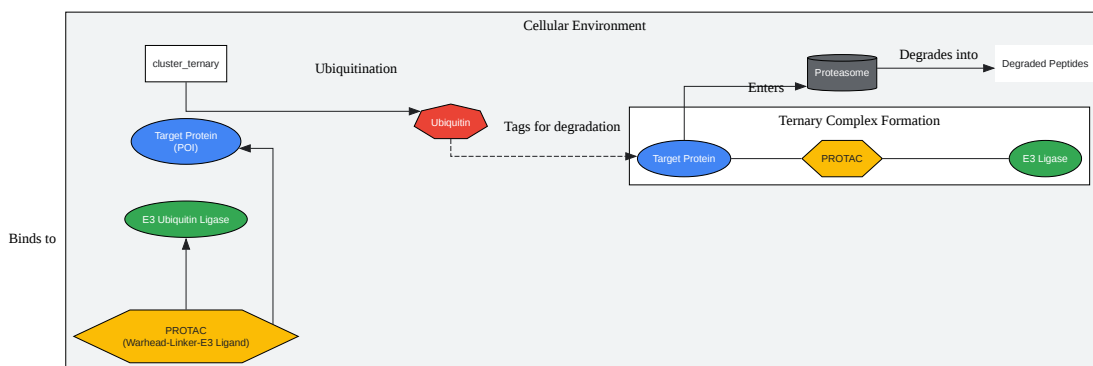 Cellular Environment
cluster_ternary
Ubiquitination
Proteasome
Degrades into
Degraded Peptides
Enters
Ubiquitin
Tags for degradation
Ternary Complex Formation
Target Protein
(POI)
Target Protein
PROTAC
E3 Ligase
E3 Ubiquitin Ligase
Binds to
PROTAC
(Warhead-Linker-E3 Ligand)